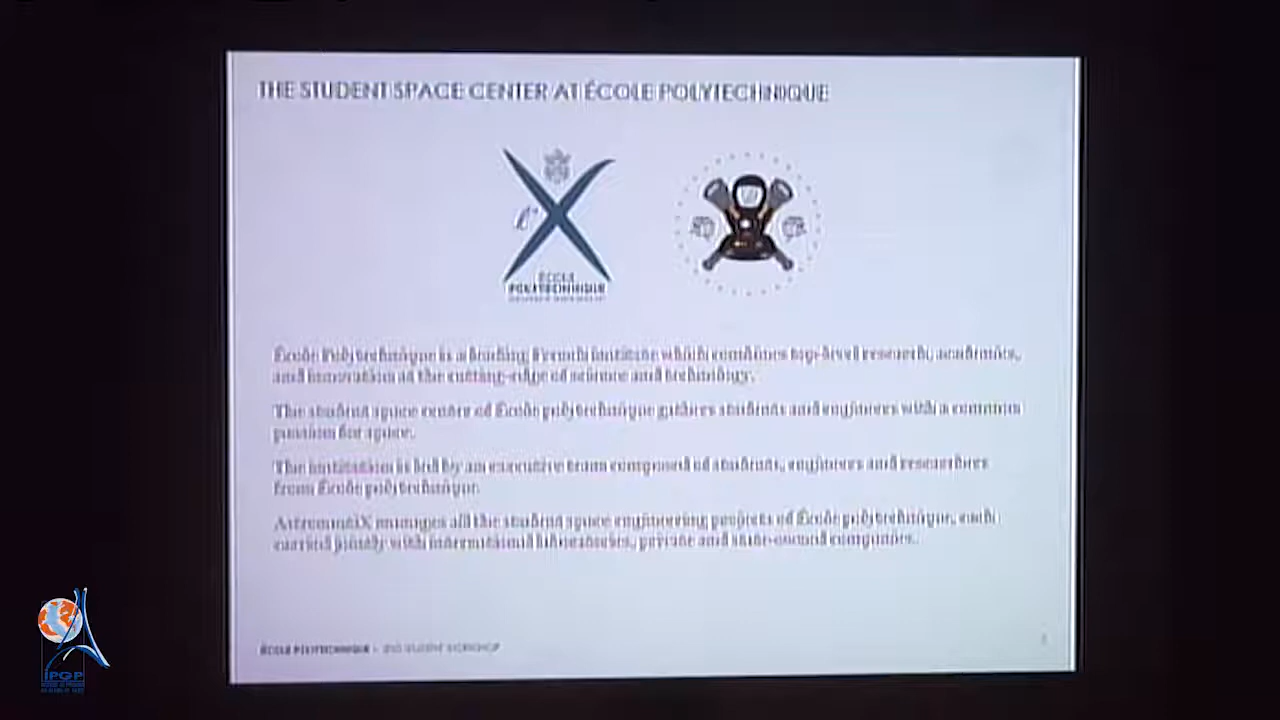 THE STUDENT SPACE CENTER AT ÉCOLE POLYTECHNIQUE
ÉCOLE
POLYTECHNIQUE
École Polytechnique is a leading French institute which combines top-level research, academics,
and innovation at the cutting-edge of science and technology.
The student space center of École polytechnique gathers students and engineers with a common
passion for space.
The institution is led by an executive team composed of students, engineers and researchers
from École polytechnique.
AstronautiX manages all the student space engineering projects of École polytechnique, each
carried jointly with international laboratories, private and state-owned companies.
ÉCOLE POLYTECHNIQUE – STUDENT WORKSHOP
IPGP